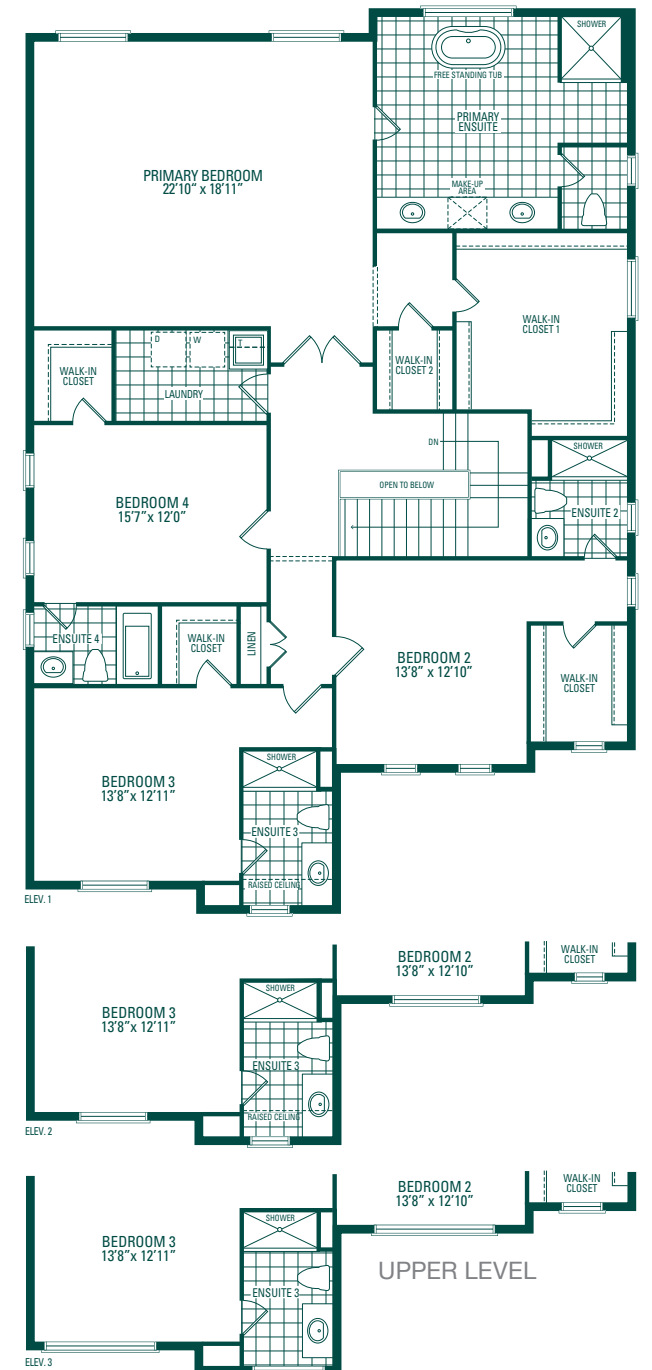 SHOWER
FREE STANDING TUB
PRIMARY
ENSUITE
PRIMARY BEDROOM
22'10" x 18'11"
MAKE-UP
AREA
WALK-IN
CLOSET 1
D
W
T
WALK-IN
CLOSET
LAUNDRY
WALK-IN
CLOSET 2
DN
SHOWER
OPEN TO BELOW
BEDROOM 4
15'7" x 12'0"
ENSUITE 2
ENSUITE 4
WALK-IN
CLOSET
LINEN
BEDROOM 2
13'8" x 12'10"
WALK-IN
CLOSET
SHOWER
BEDROOM 3
13'8" x 12'11"
ENSUITE 3
RAISED CEILING
ELEV. 1
WALK-IN
CLOSET
BEDROOM 2
13'8" x 12'10"
SHOWER
BEDROOM 3
13'8" x 12'11"
ENSUITE 3
RAISED CEILING
ELEV. 2
WALK-IN
CLOSET
BEDROOM 2
13'8" x 12'10"
SHOWER
BEDROOM 3
13'8" x 12'11"
UPPER LEVEL
ENSUITE 3
ELEV. 3